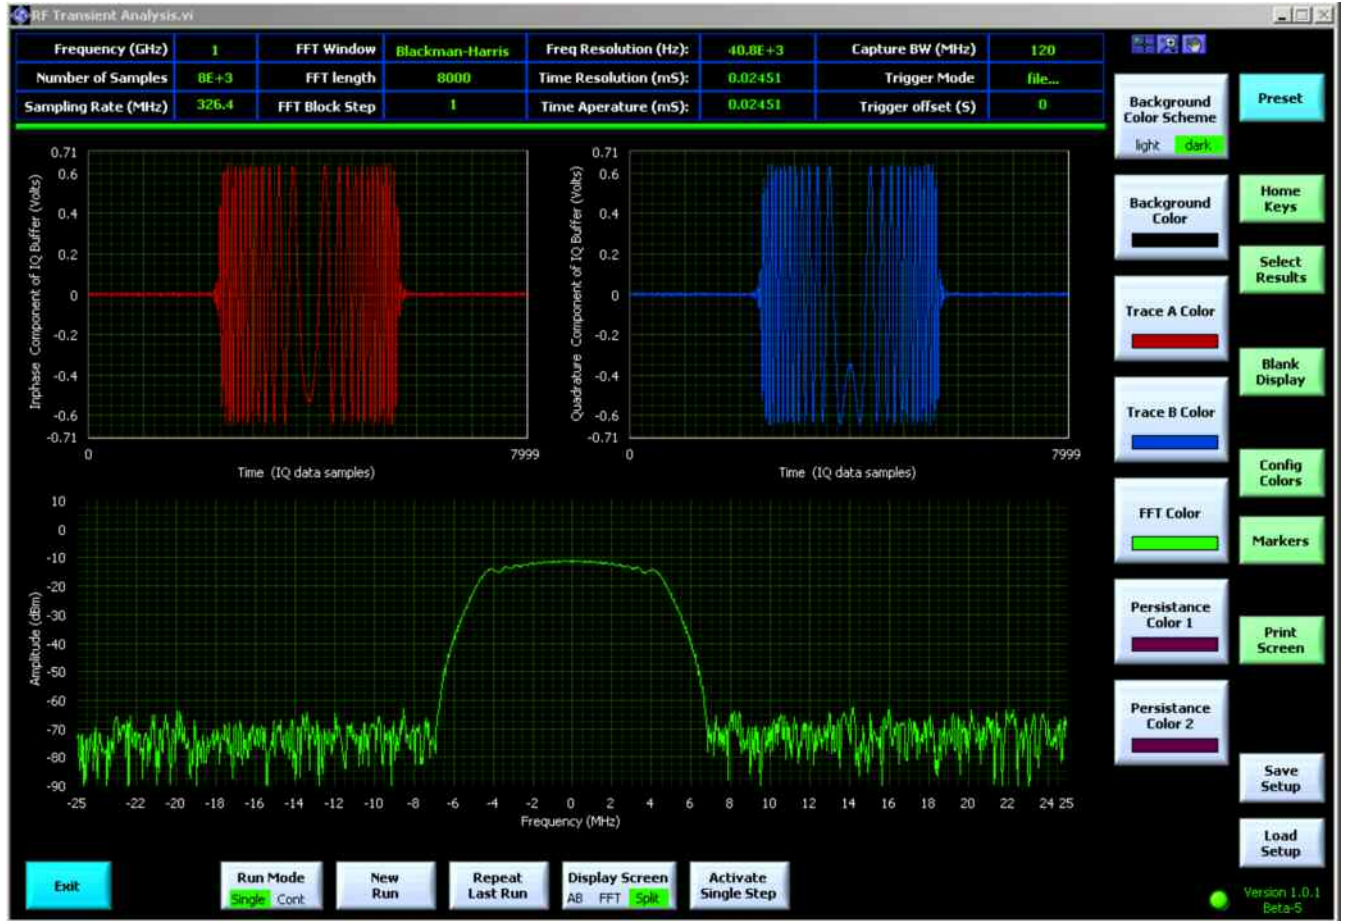 RF Transient Analysis.vi
Frequency (GHz) 1 FFT Window Blackman-Harris Freq Resolution (Hz): 40.8E+3 Capture BW (MHz) 120
Number of Samples 8E+3 FFT length 8000 Time Resolution (mS): 0.02451 Trigger Mode file...
Sampling Rate (MHz) 326.4 FFT Block Step 1 Time Aperature (mS): 0.02451 Trigger offset (S) 0
Background Color Scheme
light dark
Preset
Background Color
Home Keys
Select Results
Trace A Color
Blank Display
Trace B Color
Config Colors
FFT Color
Markers
Persistance Color 1
Print Screen
Persistance Color 2
Save Setup
Load Setup
Inphase Component of IQ Buffer (Volts)
0.71
0.6
0.4
0.2
0
-0.2
-0.4
-0.6
-0.71
0 7999
Time (IQ data samples)
Quadrature Component of IQ Buffer (Volts)
0.71
0.6
0.4
0.2
0
-0.2
-0.4
-0.6
-0.71
0 7999
Time (IQ data samples)
Amplitude (dBm)
10
0
-10
-20
-30
-40
-50
-60
-70
-80
-90
-25 -22 -20 -18 -16 -14 -12 -10 -8 -6 -4 -2 0 2 4 6 8 10 12 14 16 18 20 22 24 25
Frequency (MHz)
Exit
Run Mode
Single Cont
New Run
Repeat Last Run
Display Screen
AB FFT Split
Activate Single Step
Version 1.0.1
Beta-5